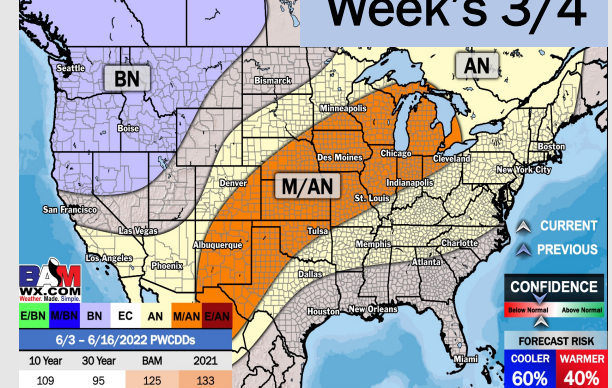 Week's 3/4
Seattle
BN
Bismarck
AN
Minneapolis
Boise
Boston
Des Moines
Chicago
Cleveland
New York City
Denver
M/AN
Indianapolis
San Francisco
St. Louis
Las Vegas
CURRENT
Albuquerque
Tulsa
Memphis
Charlotte
PREVIOUS
Los Angeles
Phoenix
Atlanta
Dallas
BAM
WX.COM
Weather. Made. Simple.
CONFIDENCE
Houston
New Orleans
Below Normal
Above Normal
E/BN M/BN BN EC AN M/AN E/AN
6/3 – 6/16/2022 PWCDDs
FORECAST RISK
10 Year 30 Year BAM 2021
Miami
COOLER WARMER
109 95 125 133
60% 40%